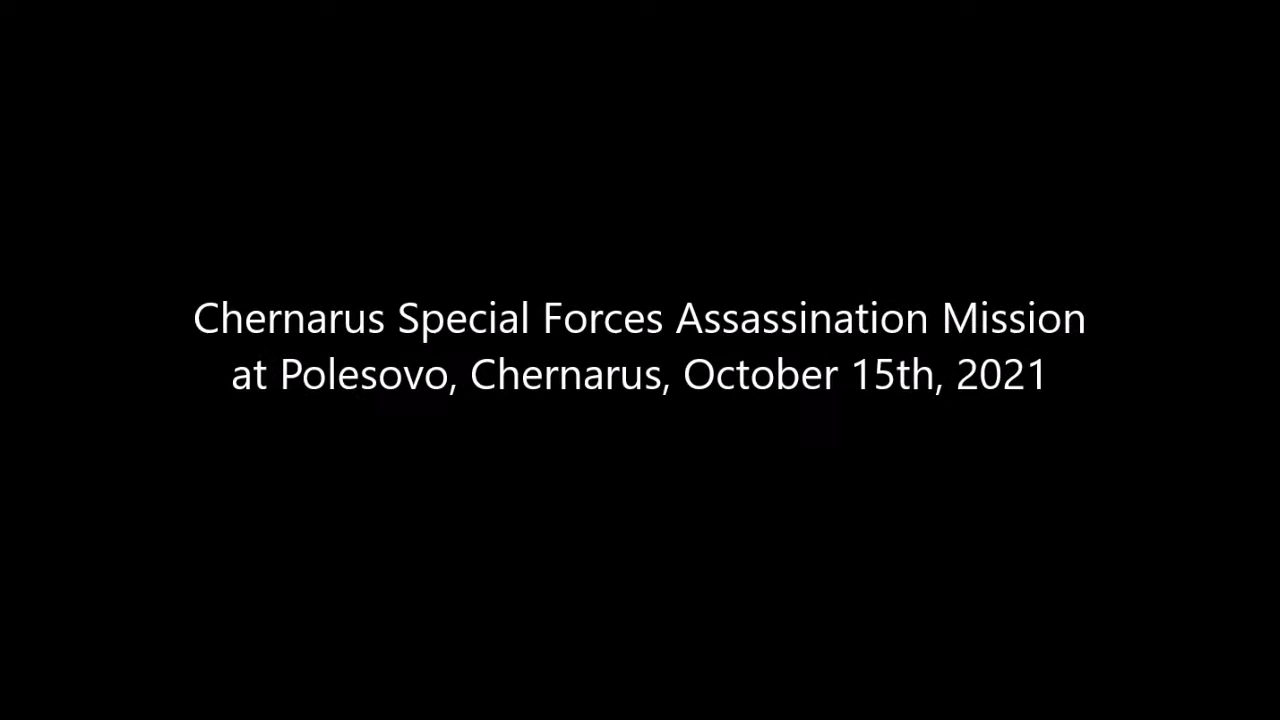 Chernarus Special Forces Assassination Mission
at Polesovo, Chernarus, October 15th, 2021